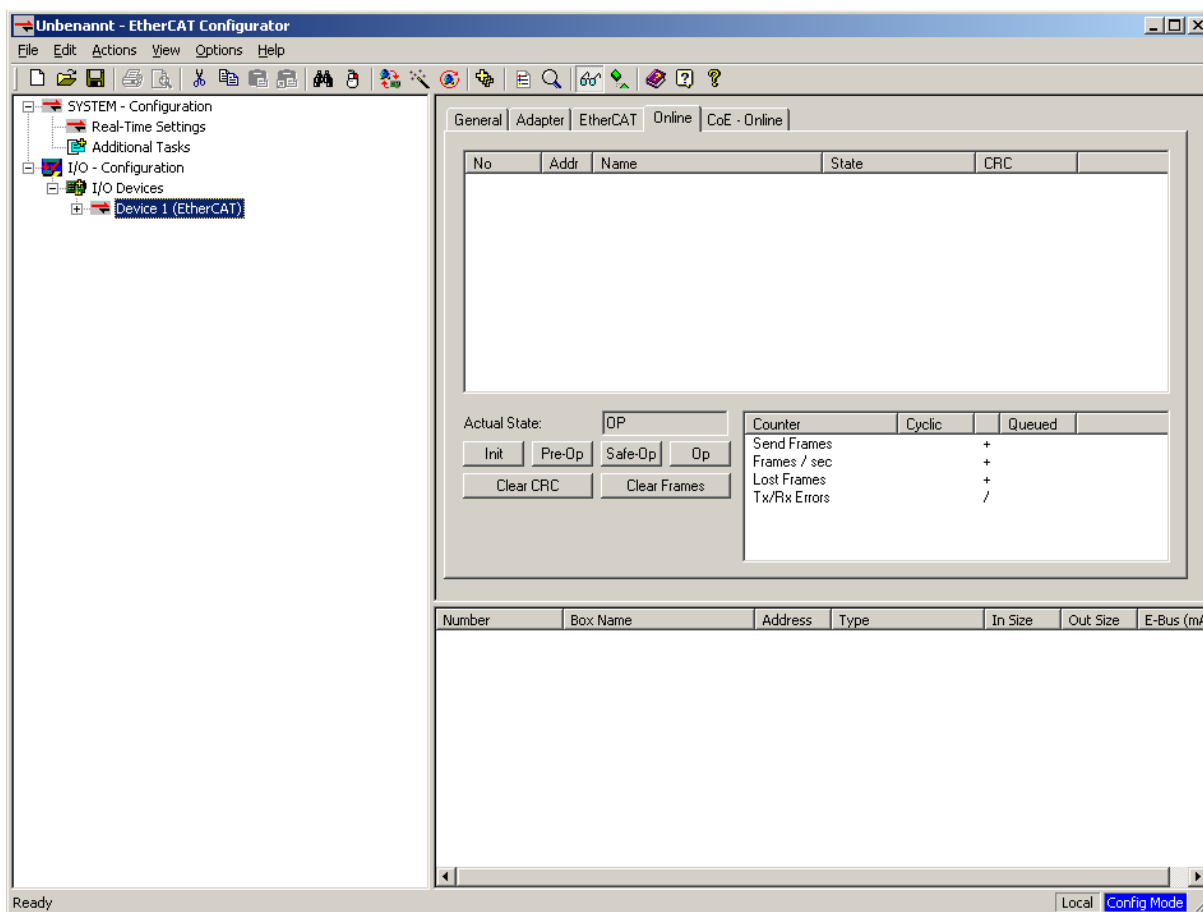 Unbenannt - EtherCAT Configurator
File Edit Actions View Options Help
SYSTEM - Configuration
Real-Time Settings
Additional Tasks
I/O - Configuration
I/O Devices
Device 1 (EtherCAT)
General Adapter EtherCAT Online CoE - Online
No Addr Name State CRC
Actual State: OP
Init Pre-Op Safe-Op Op
Clear CRC Clear Frames
Counter Cyclic Queued
Send Frames +
Frames / sec +
Lost Frames +
Tx/Rx Errors /
Number Box Name Address Type In Size Out Size E-Bus (mA
Ready Local Config Mode